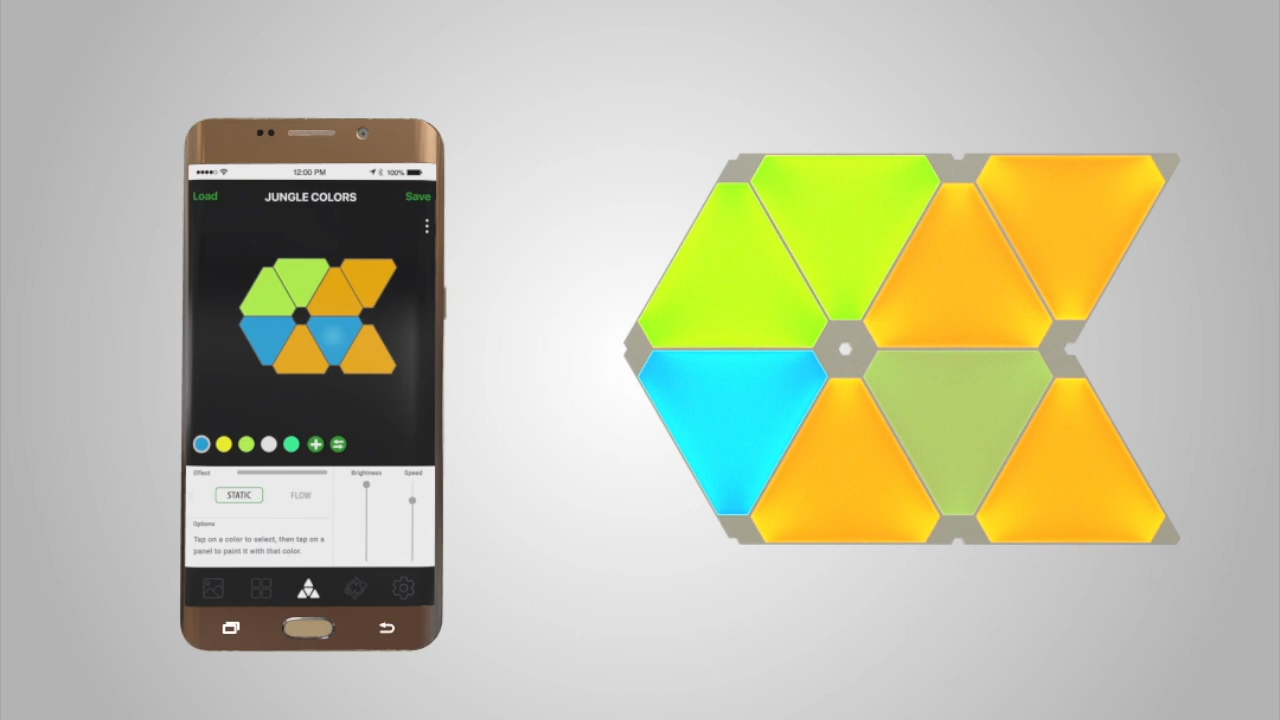 12:00 PM
100%
Load
JUNGLE COLORS
Save
Effect
Brightness
Speed
STATIC
FLOW
Options
Tap on a color to select, then tap on a
panel to paint it with that color.